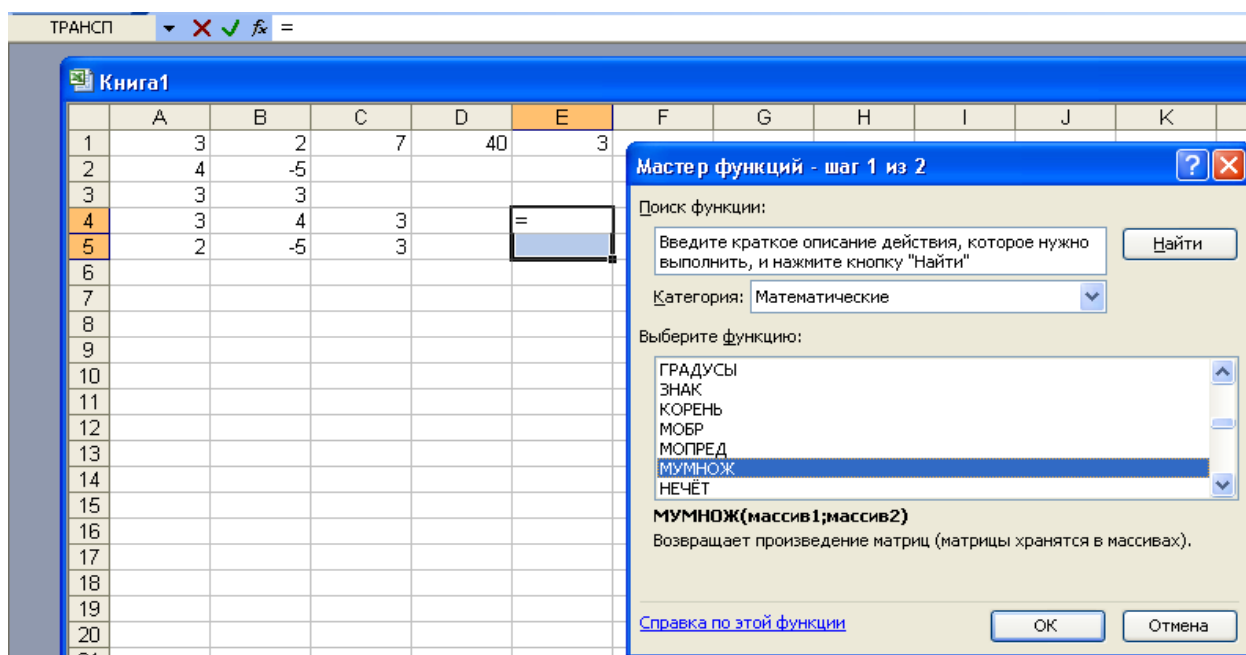 ТРАНСП fx =
Книга1
A B C D E F G H I J K
1 3 2 7 40 3
2 4 -5
3 3 3
4 3 4 3 =
5 2 -5 3
6
7
8
9
10
11
12
13
14
15
16
17
18
19
20
Мастер функций - шаг 1 из 2
Поиск функции:
Введите краткое описание действия, которое нужно
выполнить, и нажмите кнопку "Найти"
Найти
Категория: Математические
Выберите функцию:
ГРАДУСЫ
ЗНАК
КОРЕНЬ
МОБР
МОПРЕД
МУМНОЖ
НЕЧЁТ
МУМНОЖ(массив1;массив2)
Возвращает произведение матриц (матрицы хранятся в массивах).
Справка по этой функции
ОК
Отмена